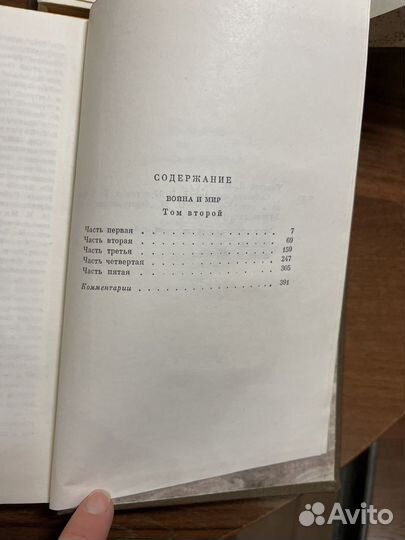 СОДЕРЖАНИЕ
ВОЙНА И МИР
Том второй
Часть первая . . . . . . . . . . 7
Часть вторая . . . . . . . . . . 69
Часть третья . . . . . . . . . . 159
Часть четвертая . . . . . . . . . . 247
Часть пятая . . . . . . . . . . 305
Комментарии . . . . . . . . . . 391
Avito